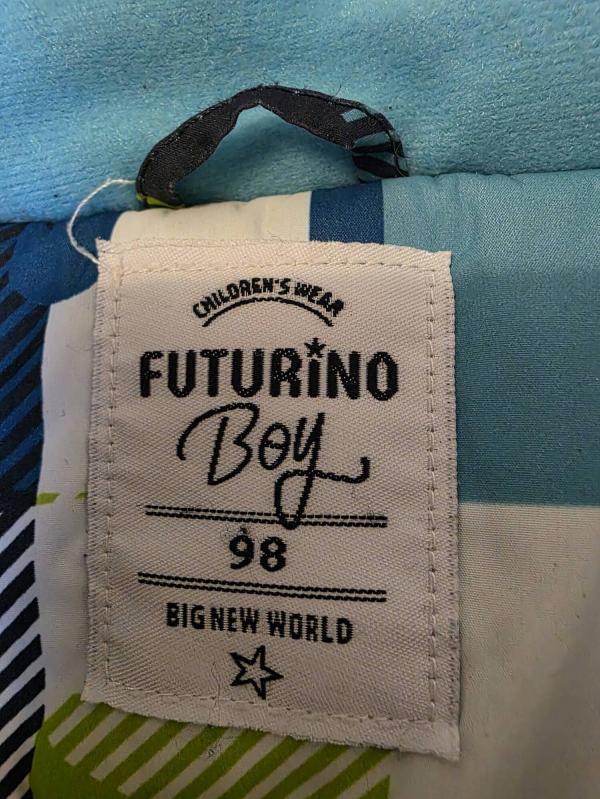 CHILDREN'S WEAR
FUTURiNO
Boy
98
BIG NEW WORLD